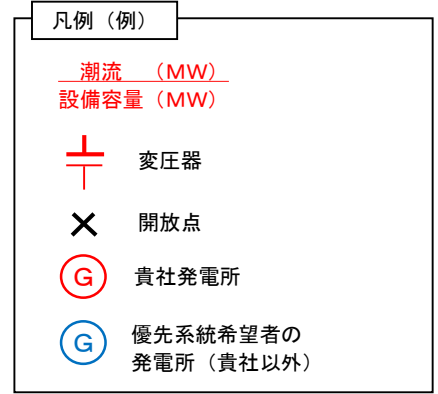 凡例（例）
潮流　（ＭＷ）
設備容量（ＭＷ）
変圧器
開放点
G 貴社発電所
G 優先系統希望者の
発電所（貴社以外）